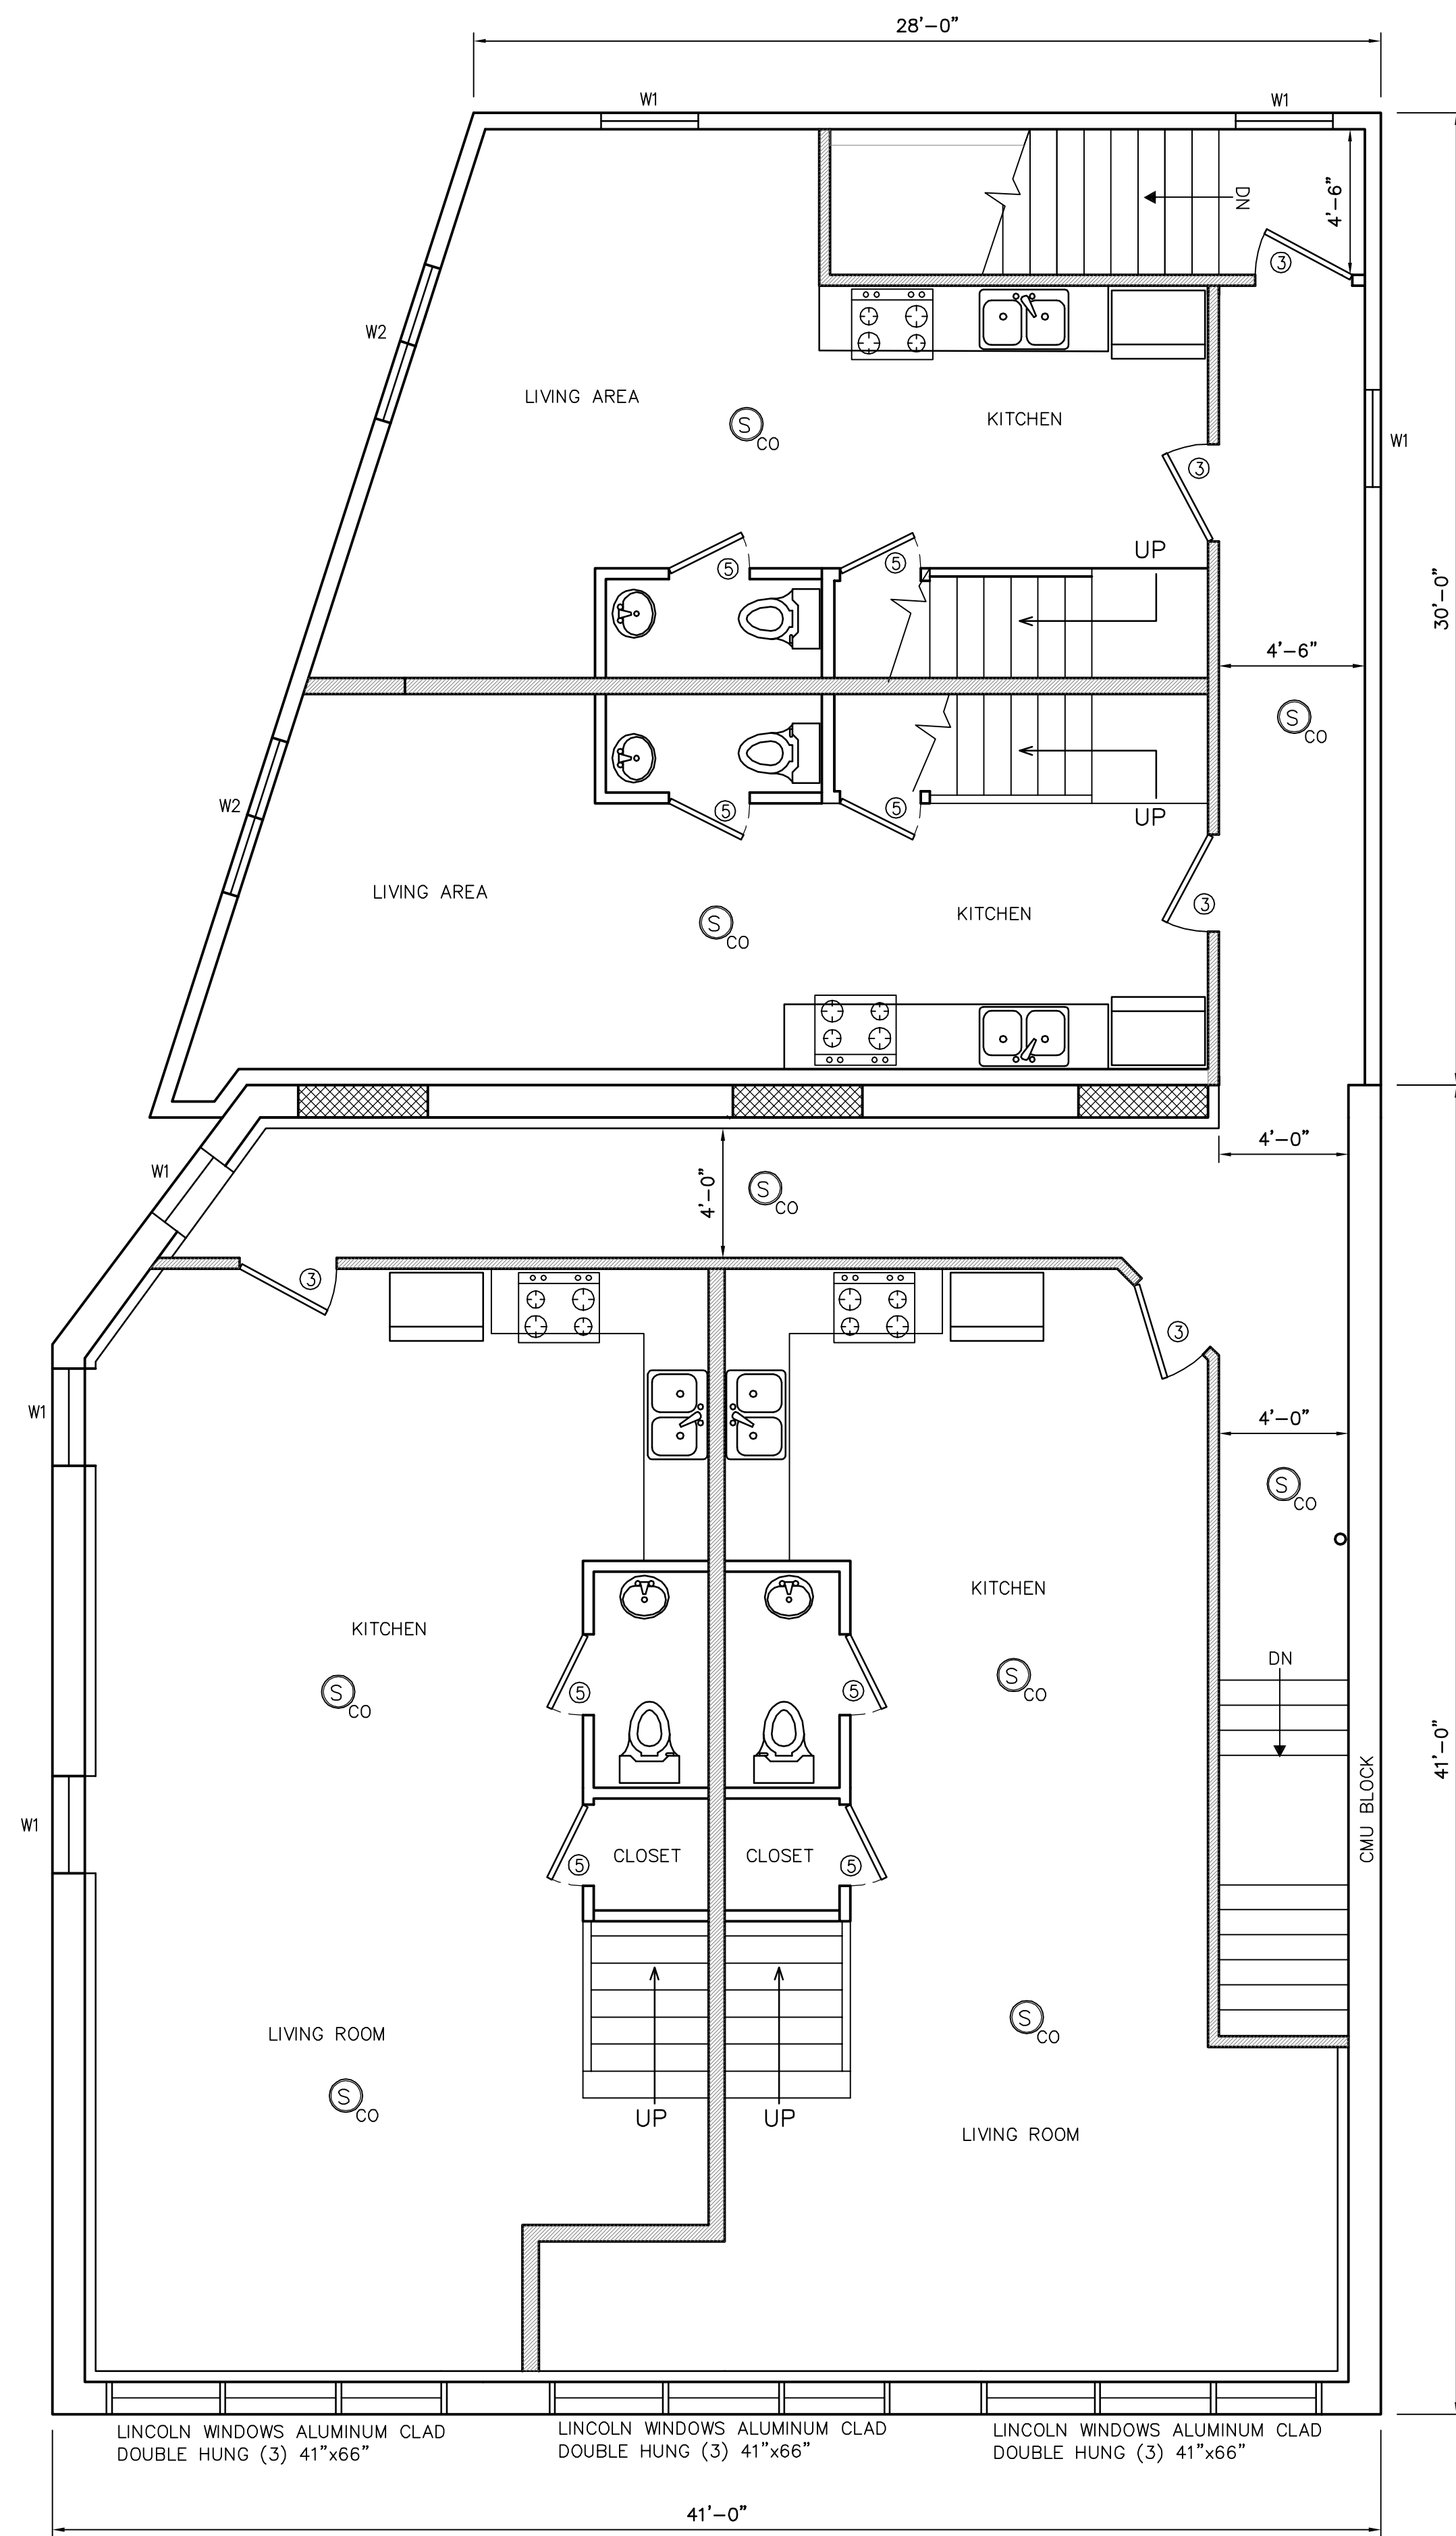 28'-0"
W1
W1
DN
4'-6"
3
W2
LIVING AREA
S
CO
KITCHEN
W1
3
UP
5
5
30'-0"
4'-6"
S
CO
W2
5
5
UP
LIVING AREA
S
CO
KITCHEN
3
4'-0"
W1
4'-0"
S
CO
3
3
W1
4'-0"
S
CO
KITCHEN
KITCHEN
DN
S
CO
5
5
S
CO
41'-0"
CMU BLOCK
W1
CLOSET
CLOSET
5
5
LIVING ROOM
S
CO
S
CO
UP
UP
LIVING ROOM
LINCOLN WINDOWS ALUMINUM CLAD
DOUBLE HUNG (3) 41"x66"
LINCOLN WINDOWS ALUMINUM CLAD
DOUBLE HUNG (3) 41"x66"
LINCOLN WINDOWS ALUMINUM CLAD
DOUBLE HUNG (3) 41"x66"
41'-0"